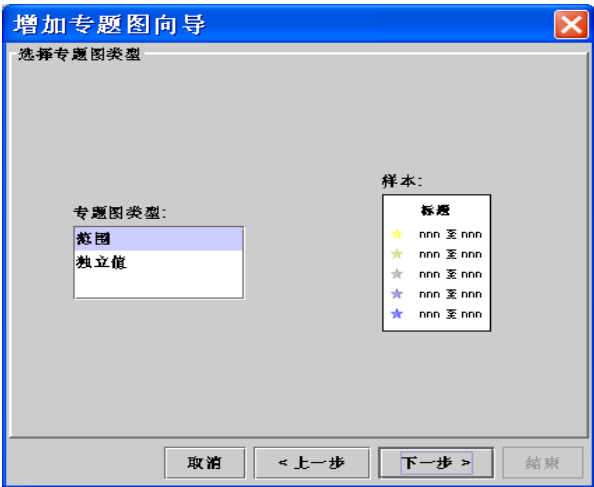 增加专题图向导
选择专题图类型
样本:
专题图类型:
标题
范围
独立值
nnn 至 nnn
nnn 至 nnn
nnn 至 nnn
nnn 至 nnn
nnn 至 nnn
取消
< 上一步
下一步 >
结束